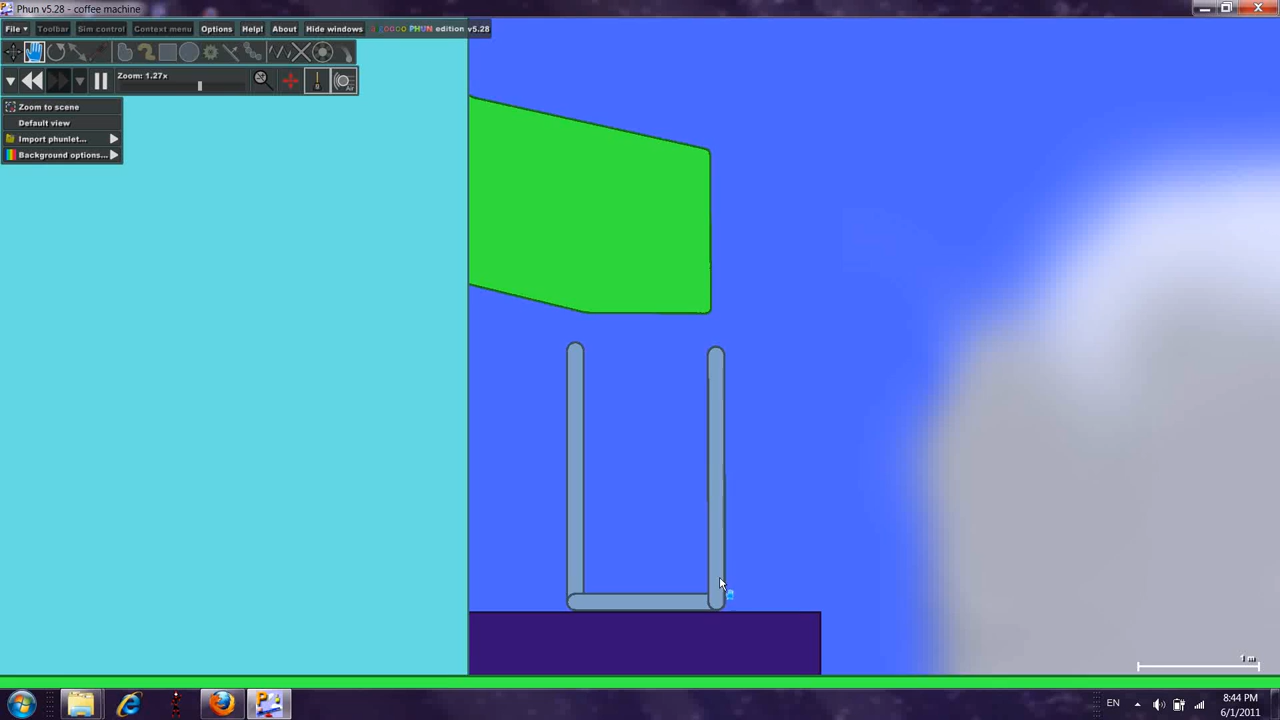 Phun v5.28 - coffee machine
File Toolbar Sim control Context menu Options Help! About Hide windows PHUN edition v5.28
Zoom: 1.27x
Air
Zoom to scene
Default view
Import phunlet...
Background options...
1 m
EN
8:44 PM
6/1/2011